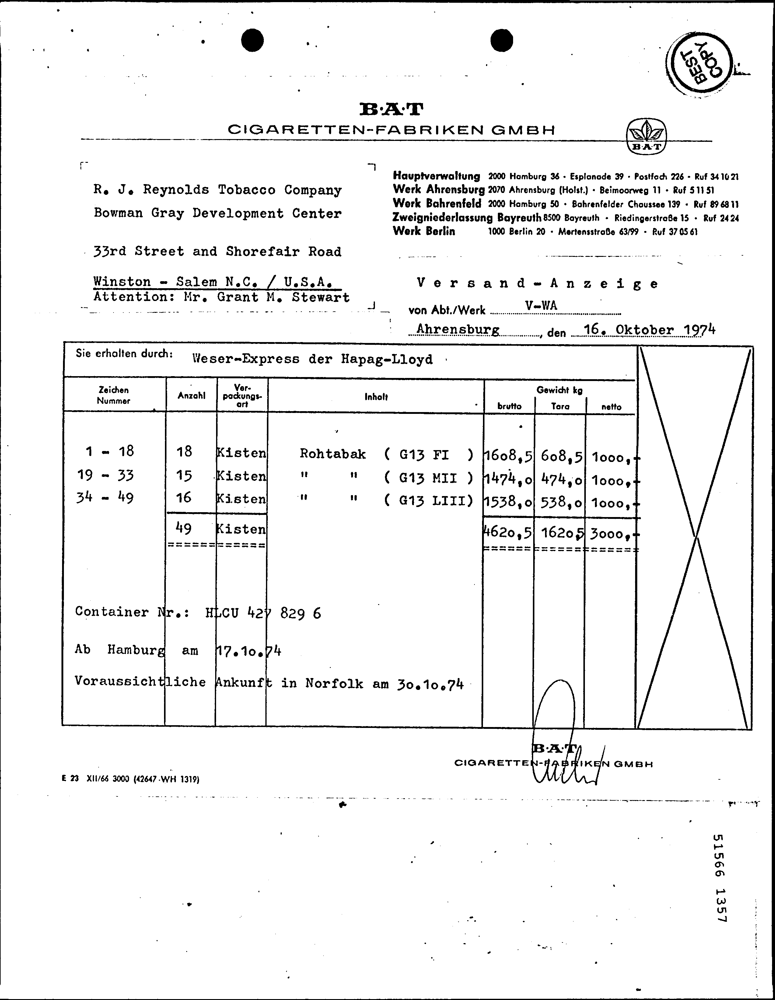 BEST
COPY
B·A·T
CIGARETTEN-FABRIKEN GMBH
BAT
R. J. Reynolds Tobacco Company
Bowman Gray Development Center
33rd Street and Shorefair Road
Winston - Salem N.C. / U.S.A.
Attention: Mr. Grant M. Stewart
Hauptverwaltung 2000 Hamburg 36 · Esplanade 39 · Postfach 226 · Ruf 34 10 21
Werk Ahrensburg 2070 Ahrensburg (Holst.) · Beimoorweg 11 · Ruf 5 11 51
Werk Bahrenfeld 2000 Hamburg 50 · Bahrenfelder Chaussee 139 · Ruf 89 68 11
Zweigniederlassung Bayreuth 8500 Bayreuth · Riedingerstraße 15 · Ruf 24 24
Werk Berlin 1000 Berlin 20 · Mertensstraße 63/99 · Ruf 37 05 61
Versand-Anzeige
von Abt./Werk V-WA
Ahrensburg, den 16. Oktober 1974
Sie erhalten durch: Weser-Express der Hapag-Lloyd
Zeichen Nummer Anzahl Ver-packungs-art Inhalt Gewicht kg
brutto Tara netto
1 - 18 18 Kisten Rohtabak ( G13 FI ) 1608,5 608,5 1000,-
19 - 33 15 Kisten " " ( G13 MII ) 1474,0 474,0 1000,-
34 - 49 16 Kisten " " ( G13 LIII) 1538,0 538,0 1000,-
49 Kisten 4620,5 1620,5 3000,-
Container Nr.: HLCU 427 829 6
Ab Hamburg am 17.10.74
Voraussichtliche Ankunft in Norfolk am 30.10.74
B·A·T
CIGARETTEN-FABRIKEN GMBH
E 23 XII/66 3000 (42647 WH 1319)
51566 1357